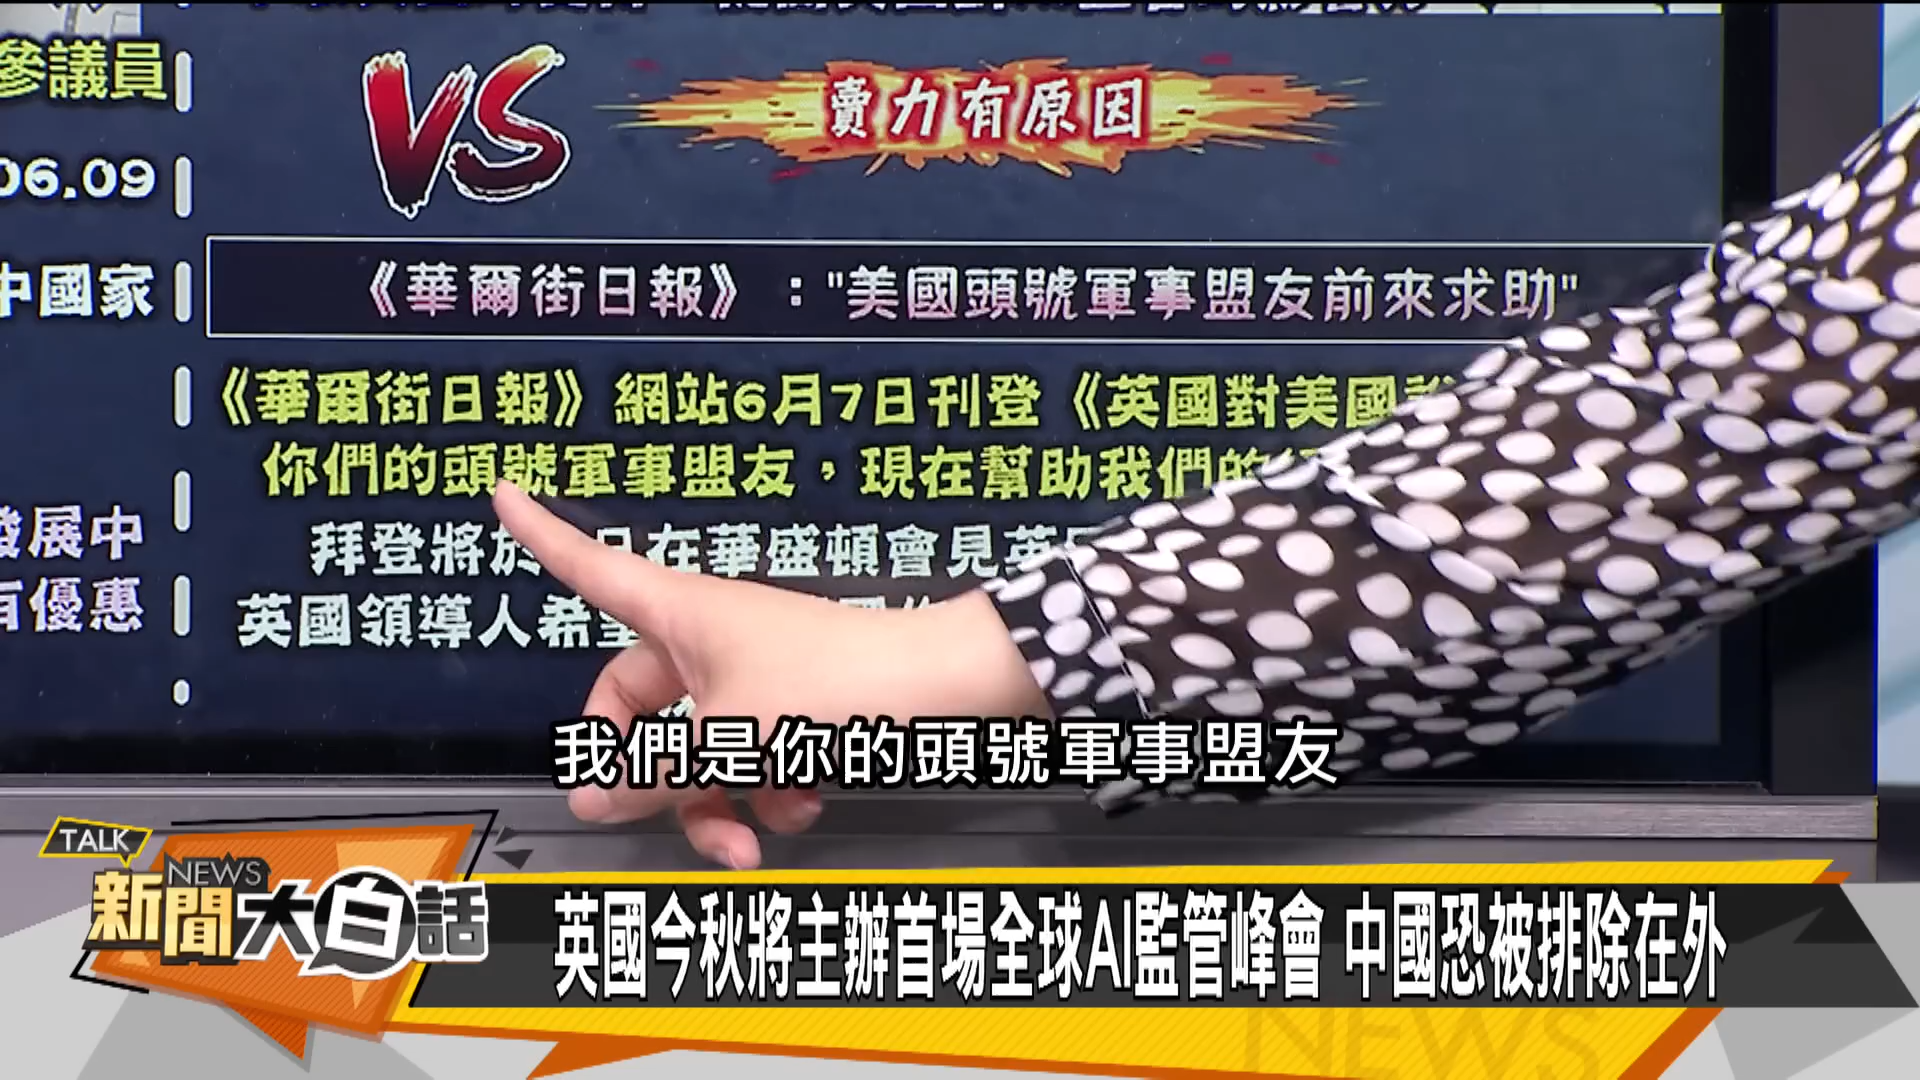 參議員
VS
賣力有原因
06.09
中國家
《華爾街日報》："美國頭號軍事盟友前來求助"
《華爾街日報》網站6月7日刊登《英國對美國說
你們的頭號軍事盟友，現在幫助我們的
拜登將於 日在華盛頓會見英
發展中
英國領導人希望
有優惠
我們是你的頭號軍事盟友
TALK
NEWS
新聞大白話
英國今秋將主辦首場全球AI監管峰會 中國恐被排除在外
NEWS